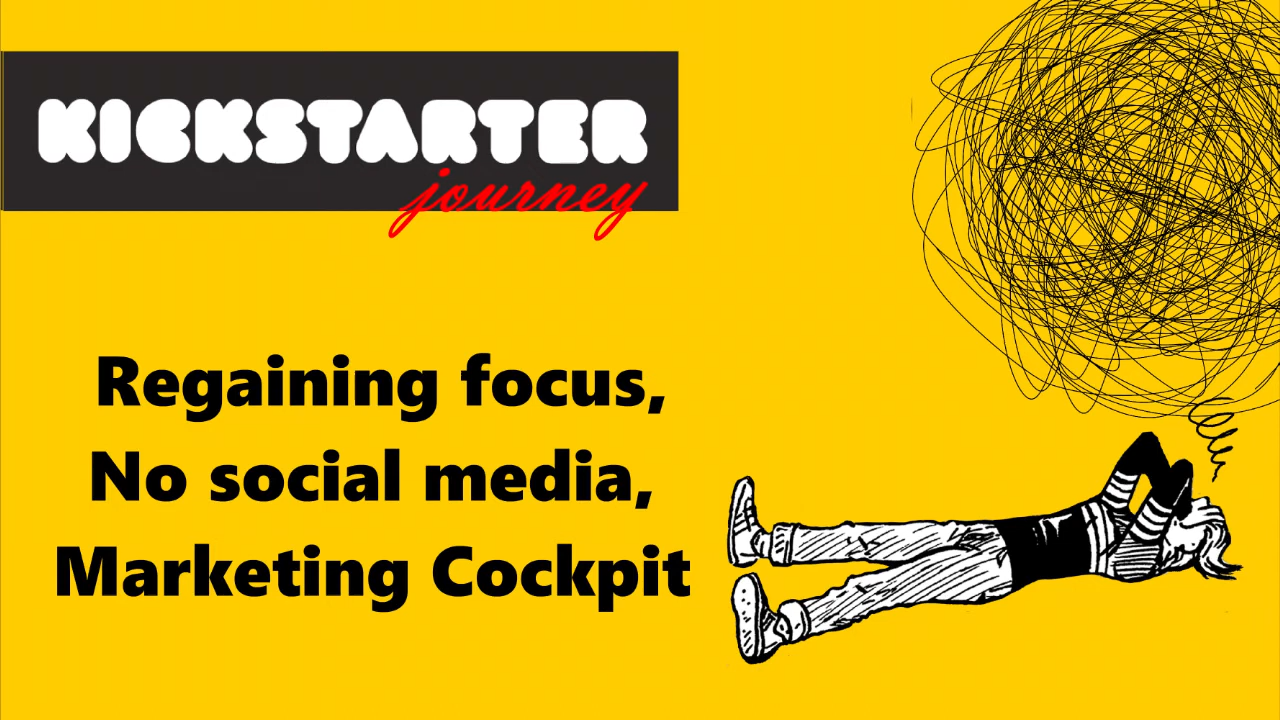 KICKSTARTER
journey
Regaining focus,
No social media,
Marketing Cockpit